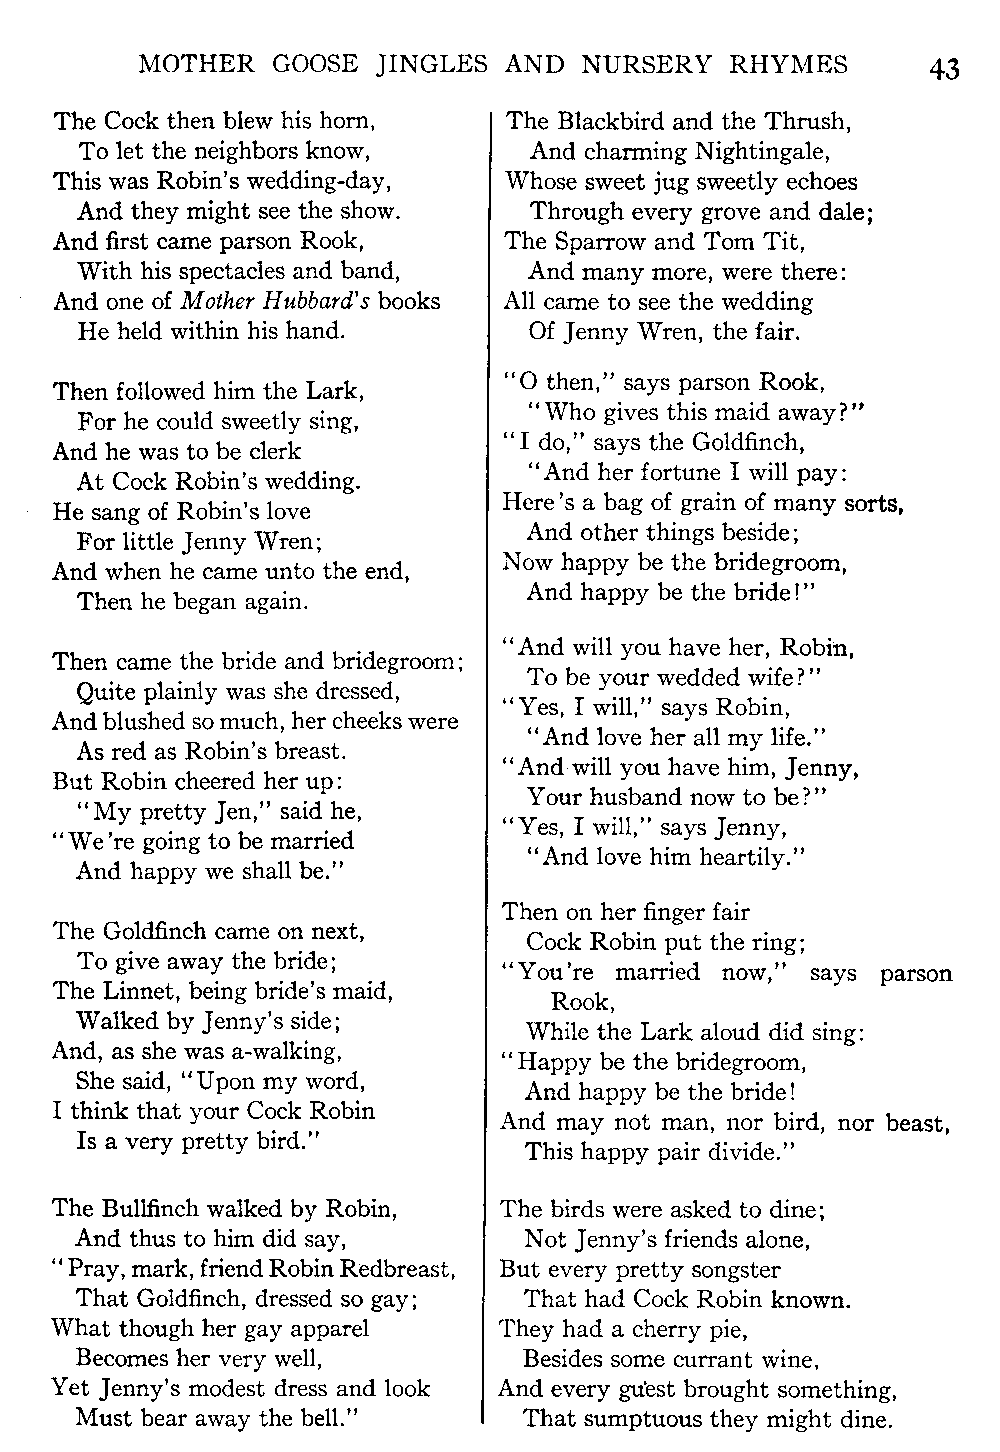 MOTHER GOOSE JINGLES AND NURSERY RHYMES 43
The Cock then blew his horn,
To let the neighbors know,
This was Robin's wedding-day,
And they might see the show.
And first came parson Rook,
With his spectacles and band,
And one of Mother Hubbard's books
He held within his hand.

Then followed him the Lark,
For he could sweetly sing,
And he was to be clerk
At Cock Robin's wedding.
He sang of Robin's love
For little Jenny Wren;
And when he came unto the end,
Then he began again.

Then came the bride and bridegroom;
Quite plainly was she dressed,
And blushed so much, her cheeks were
As red as Robin's breast.
But Robin cheered her up:
"My pretty Jen," said he,
"We're going to be married
And happy we shall be."

The Goldfinch came on next,
To give away the bride;
The Linnet, being bride's maid,
Walked by Jenny's side;
And, as she was a-walking,
She said, "Upon my word,
I think that your Cock Robin
Is a very pretty bird."

The Bullfinch walked by Robin,
And thus to him did say,
"Pray, mark, friend Robin Redbreast,
That Goldfinch, dressed so gay;
What though her gay apparel
Becomes her very well,
Yet Jenny's modest dress and look
Must bear away the bell."

The Blackbird and the Thrush,
And charming Nightingale,
Whose sweet jug sweetly echoes
Through every grove and dale;
The Sparrow and Tom Tit,
And many more, were there:
All came to see the wedding
Of Jenny Wren, the fair.

"O then," says parson Rook,
"Who gives this maid away?"
"I do," says the Goldfinch,
"And her fortune I will pay:
Here's a bag of grain of many sorts,
And other things beside;
Now happy be the bridegroom,
And happy be the bride!"

"And will you have her, Robin,
To be your wedded wife?"
"Yes, I will," says Robin,
"And love her all my life."
"And will you have him, Jenny,
Your husband now to be?"
"Yes, I will," says Jenny,
"And love him heartily."

Then on her finger fair
Cock Robin put the ring;
"You're married now," says parson
Rook,
While the Lark aloud did sing:
"Happy be the bridegroom,
And happy be the bride!
And may not man, nor bird, nor beast,
This happy pair divide."

The birds were asked to dine;
Not Jenny's friends alone,
But every pretty songster
That had Cock Robin known.
They had a cherry pie,
Besides some currant wine,
And every guest brought something,
That sumptuous they might dine.